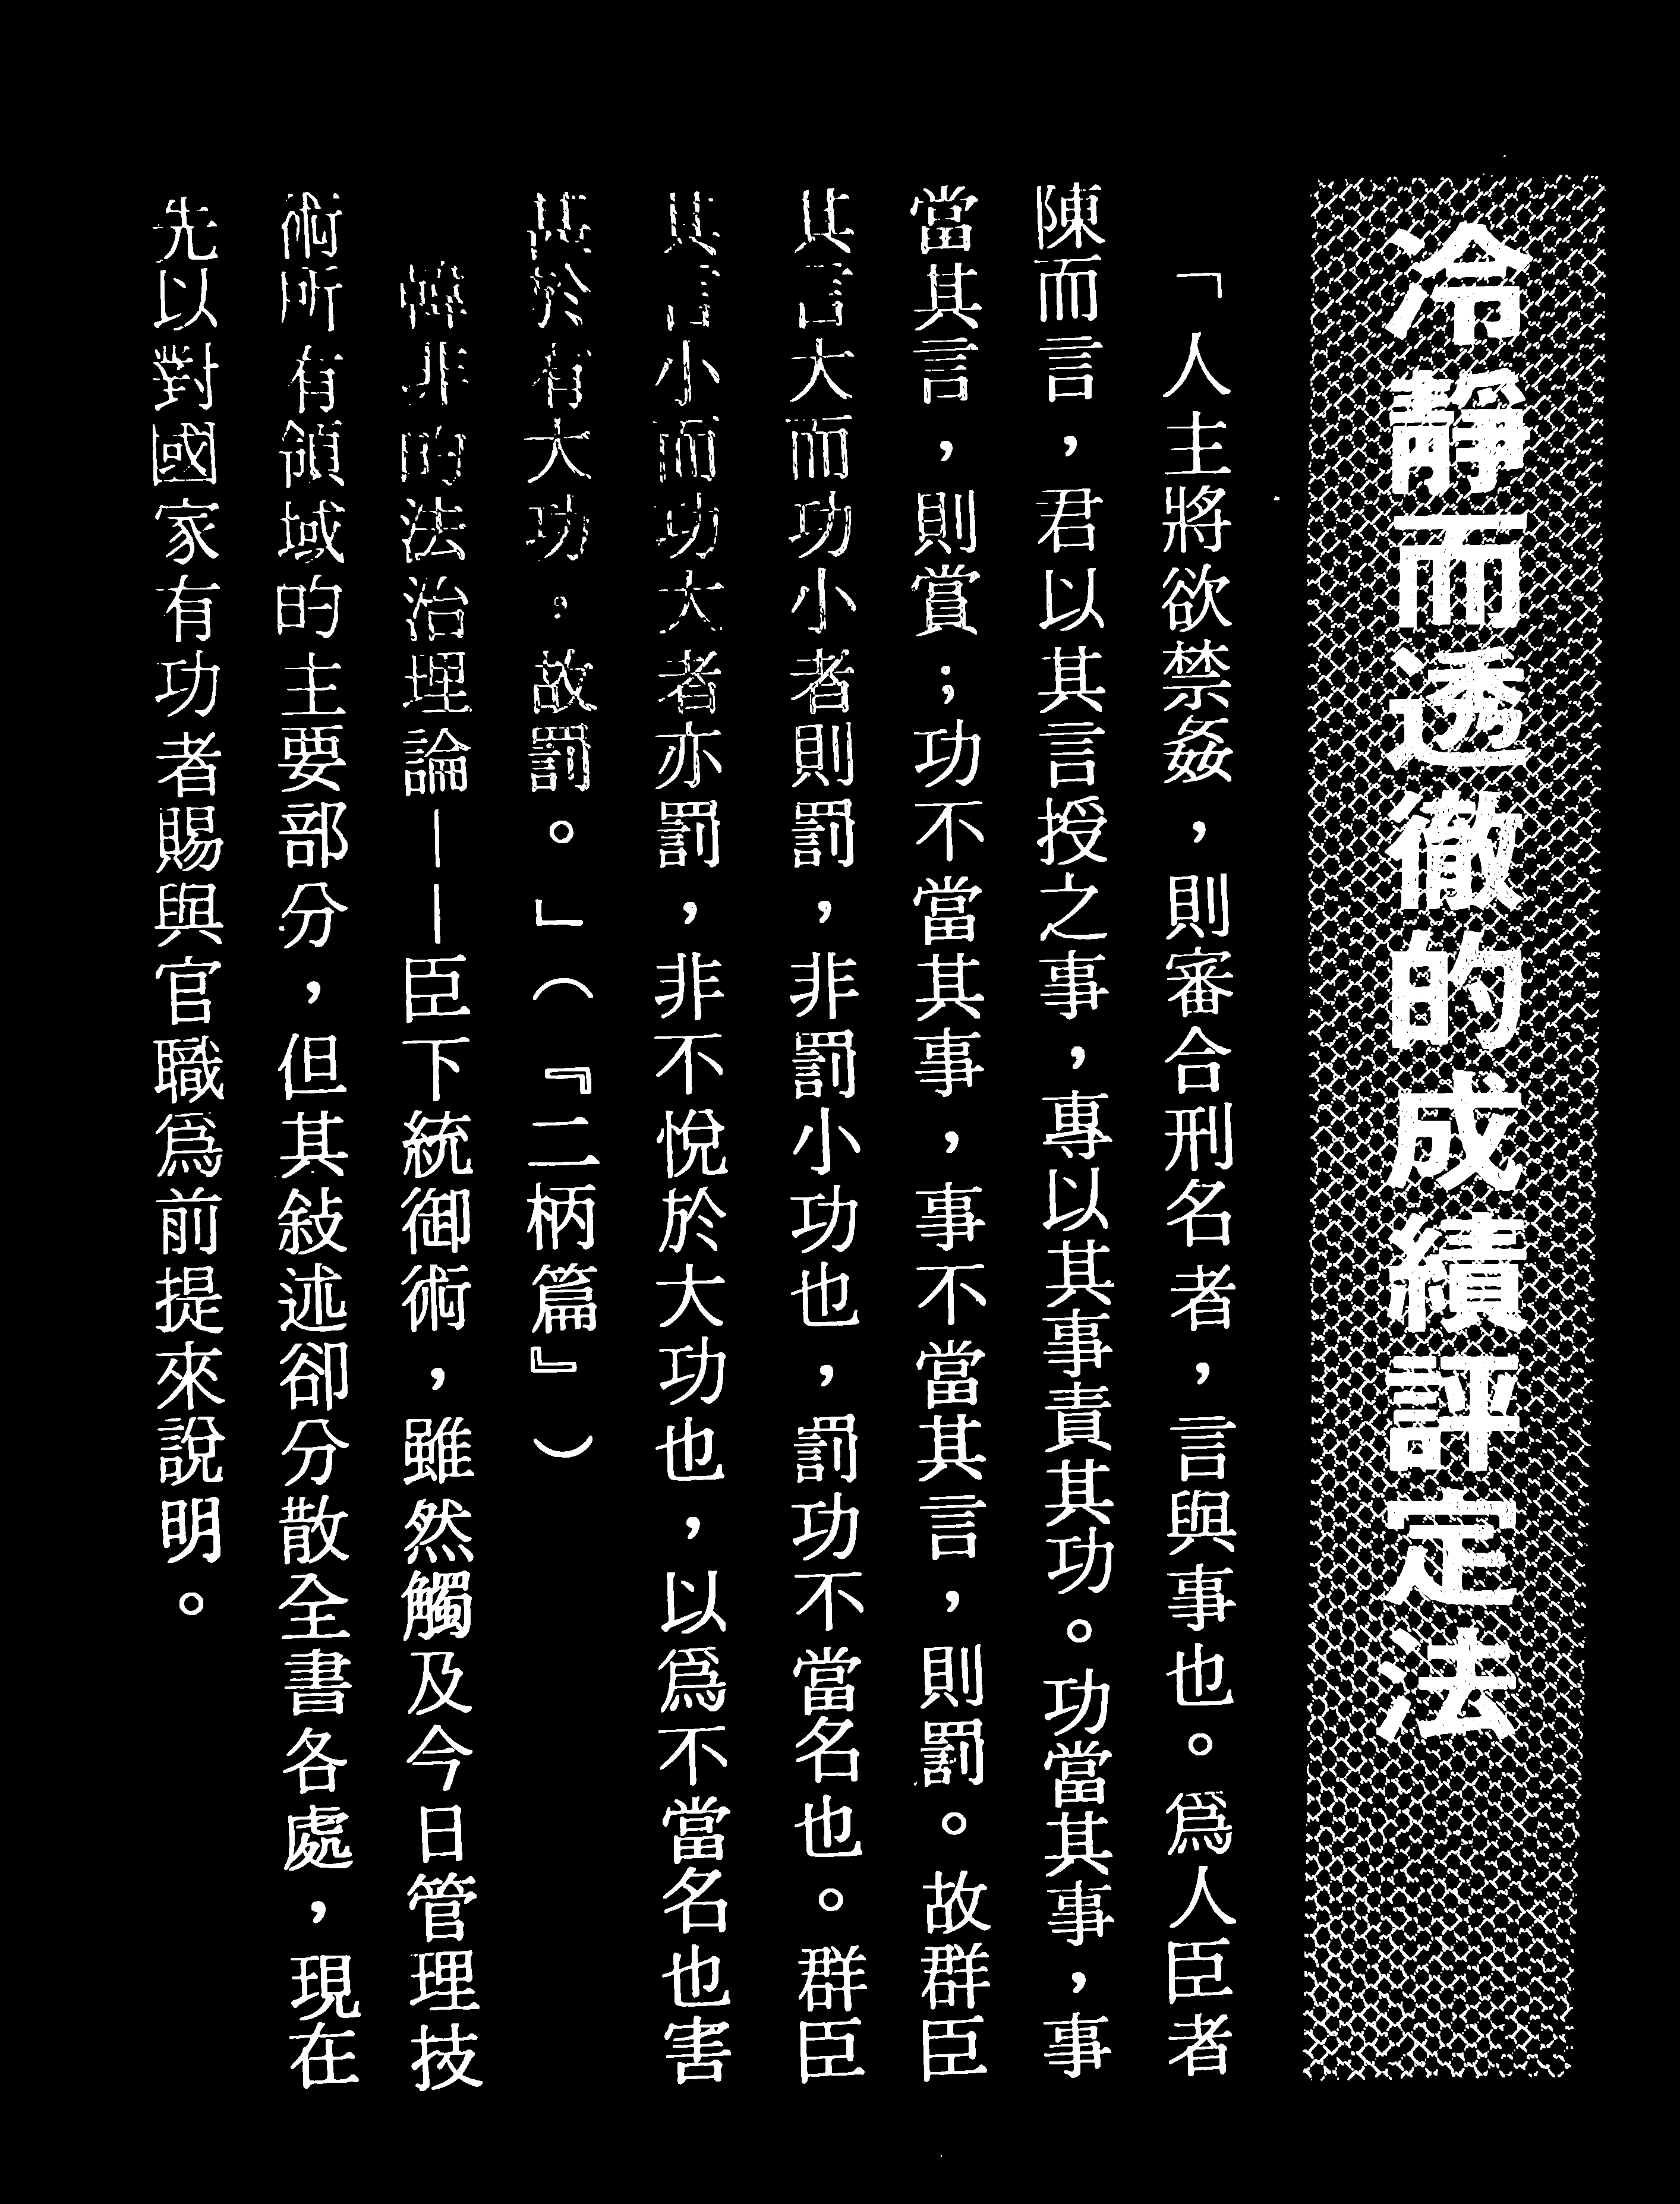 冷靜而透徹的成績評定法
「人主將欲禁姦，則審合刑名者，言與事也。爲人臣者
陳而言，君以其言授之事，專以其事責其功。功當其事，事
當其言，則賞；功不當其事，事不當其言，則罰。故群臣
其言大而功小者則罰，非罰小功也，罰功不當名也。群臣
其言小而功大者亦罰，非不悅於大功也，以爲不當名也害
甚於有大功，故罰。」（『二柄篇』）
韓非的法治理論——臣下統御術，雖然觸及今日管理技
術所有領域的主要部分，但其敍述卻分散全書各處，現在
先以對國家有功者賜與官職爲前提來說明。